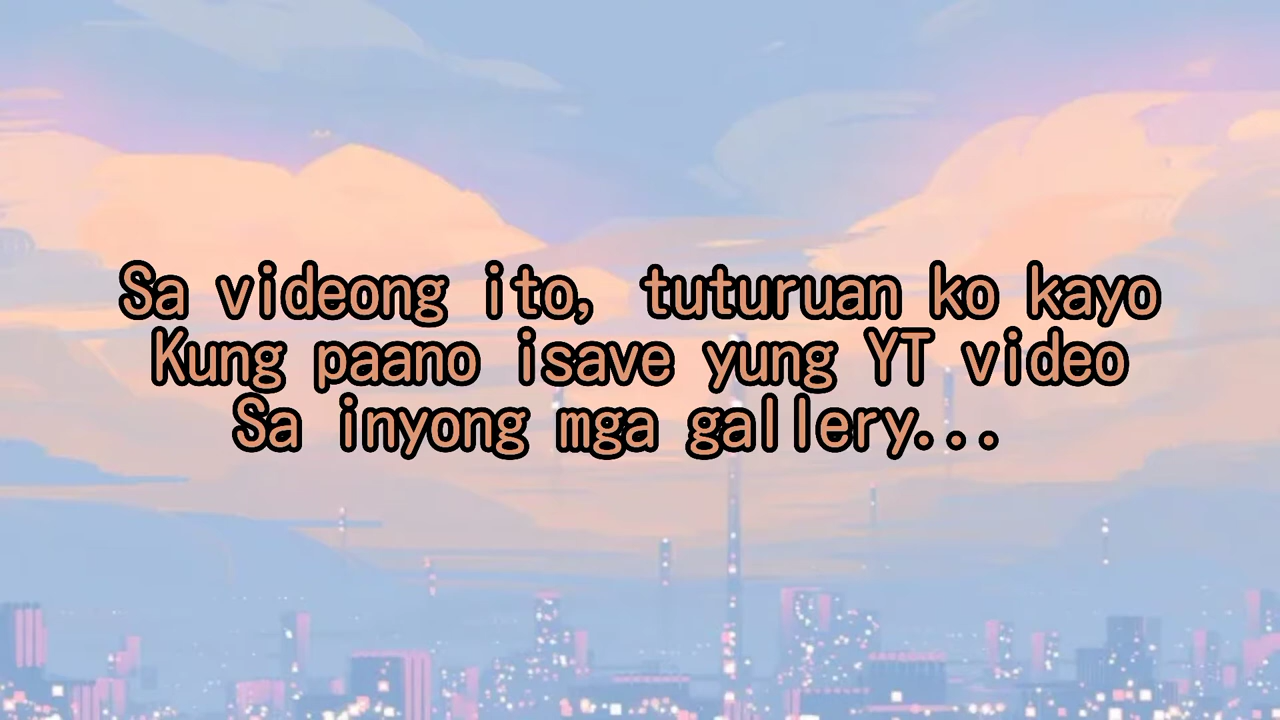 Sa videong ito, tuturuan ko kayo
Kung paano isave yung YT video
Sa inyong mga gallery...